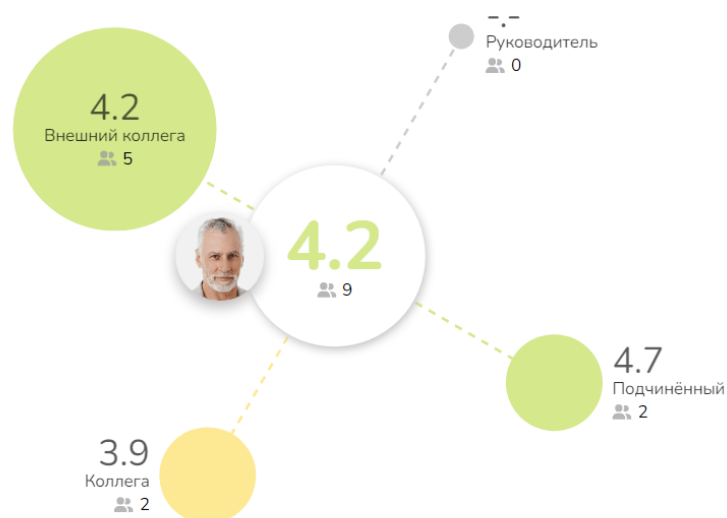 -.-
Руководитель
0
4.2
Внешний коллега
5
4.2
9
4.7
Подчинённый
2
3.9
Коллега
2